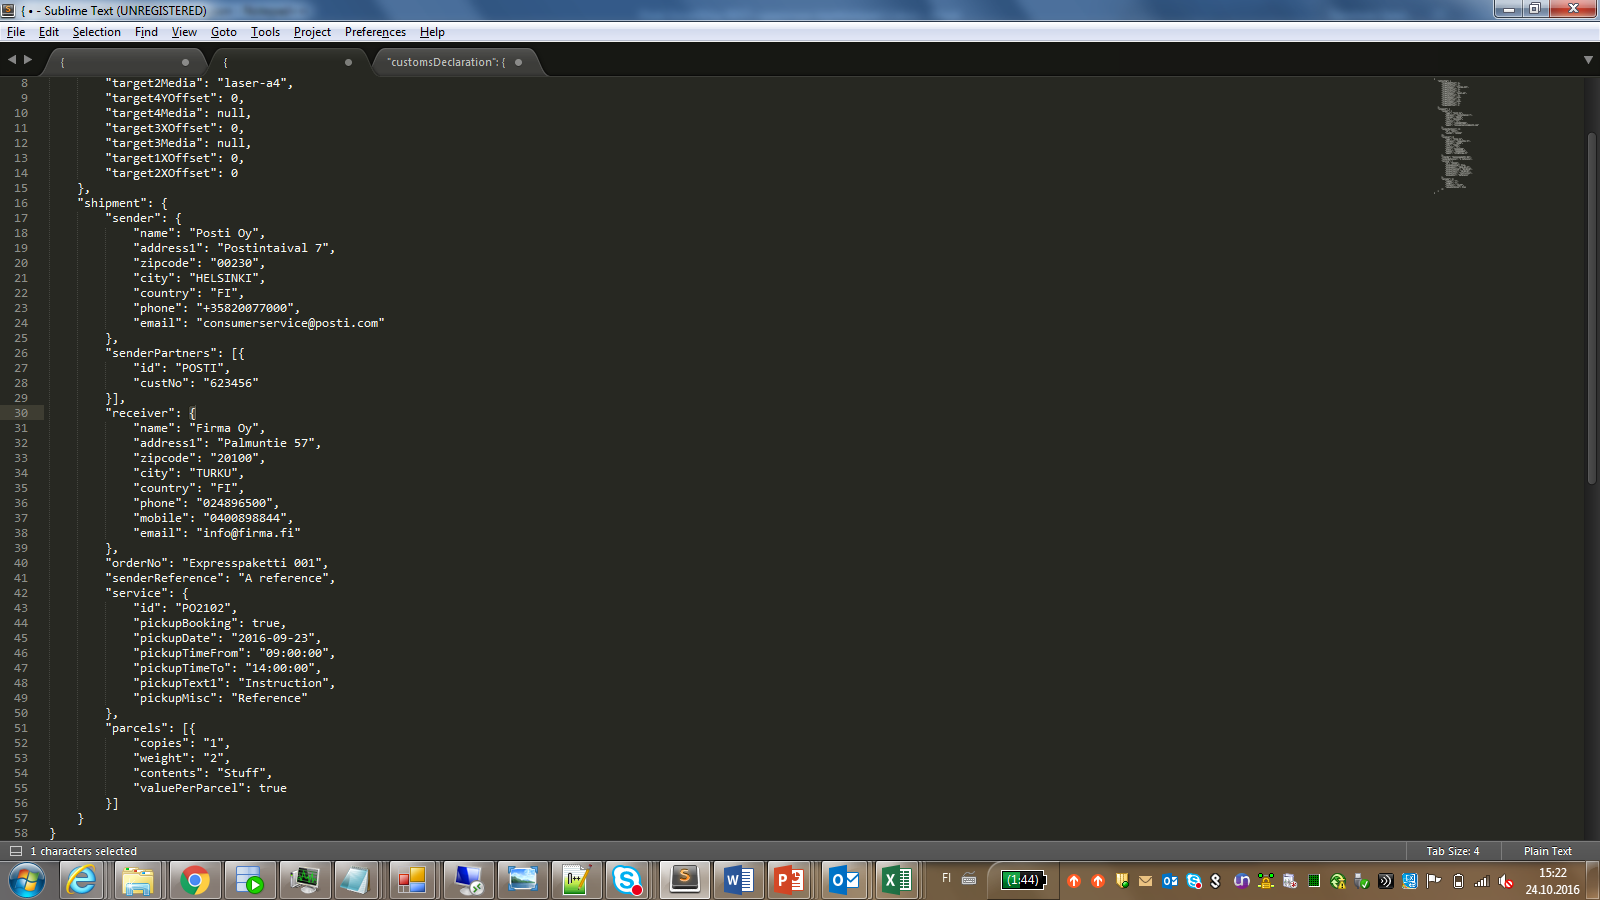 { • - Sublime Text (UNREGISTERED)
File Edit Selection Find View Goto Tools Project Preferences Help
{ { "customsDeclaration": {
8 "target2Media": "laser-a4",
9 "target4YOffset": 0,
10 "target4Media": null,
11 "target3XOffset": 0,
12 "target3Media": null,
13 "target1XOffset": 0,
14 "target2XOffset": 0
15 },
16 "shipment": {
17 "sender": {
18 "name": "Posti Oy",
19 "address1": "Postintaival 7",
20 "zipcode": "00230",
21 "city": "HELSINKI",
22 "country": "FI",
23 "phone": "+35820077000",
24 "email": "consumerservice@posti.com"
25 },
26 "senderPartners": [{
27 "id": "POSTI",
28 "custNo": "623456"
29 }],
30 "receiver": {
31 "name": "Firma Oy",
32 "address1": "Palmuntie 57",
33 "zipcode": "20100",
34 "city": "TURKU",
35 "country": "FI",
36 "phone": "024896500",
37 "mobile": "0400898844",
38 "email": "info@firma.fi"
39 },
40 "orderNo": "Expresspaketti 001",
41 "senderReference": "A reference",
42 "service": {
43 "id": "PO2102",
44 "pickupBooking": true,
45 "pickupDate": "2016-09-23",
46 "pickupTimeFrom": "09:00:00",
47 "pickupTimeTo": "14:00:00",
48 "pickupText1": "Instruction",
49 "pickupMisc": "Reference"
50 },
51 "parcels": [{
52 "copies": "1",
53 "weight": "2",
54 "contents": "Stuff",
55 "valuePerParcel": true
56 }]
57 }
58 }
1 characters selected Tab Size: 4 Plain Text
FI (1:44) 15:22
24.10.2016